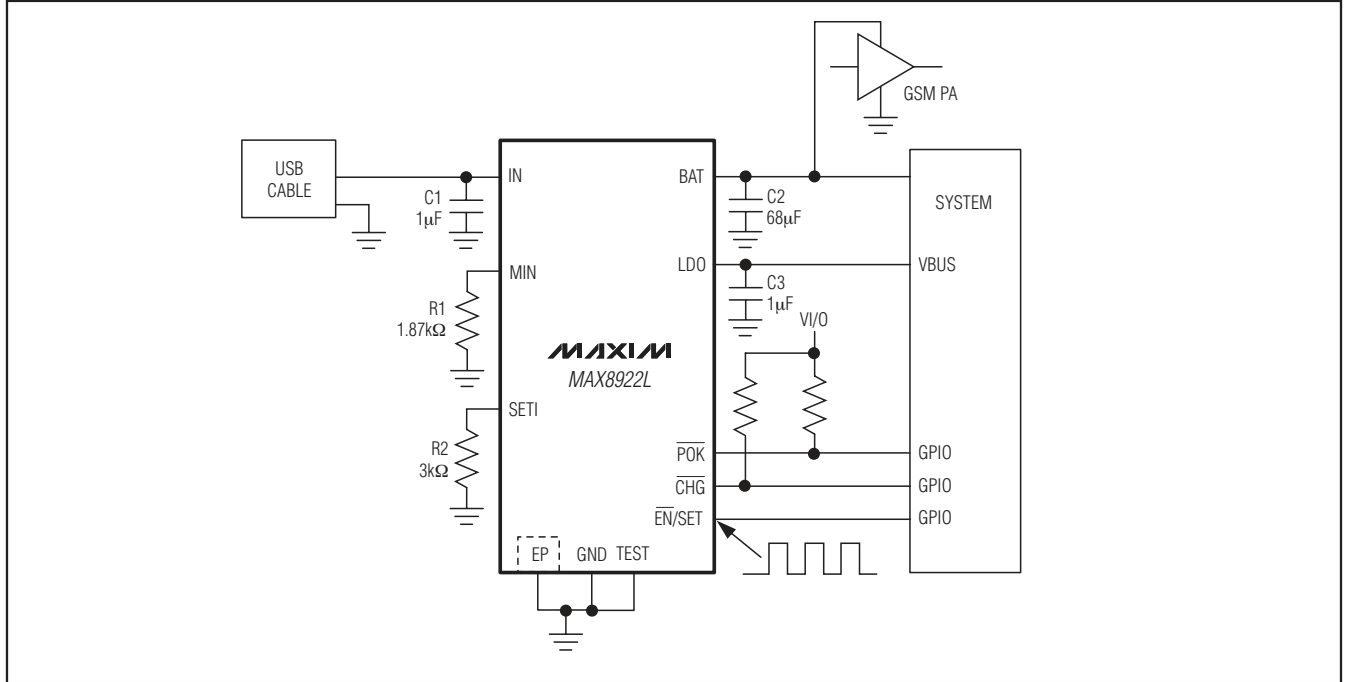 GSM PA
USB
CABLE
IN
BAT
C1
1μF
C2
68μF
SYSTEM
MIN
LDO
VBUS
C3
1μF
R1
1.87kΩ
VI/O
MAXIM
MAX8922L
SETI
R2
3kΩ
POK
GPIO
CHG
GPIO
EN/SET
GPIO
EP GND TEST